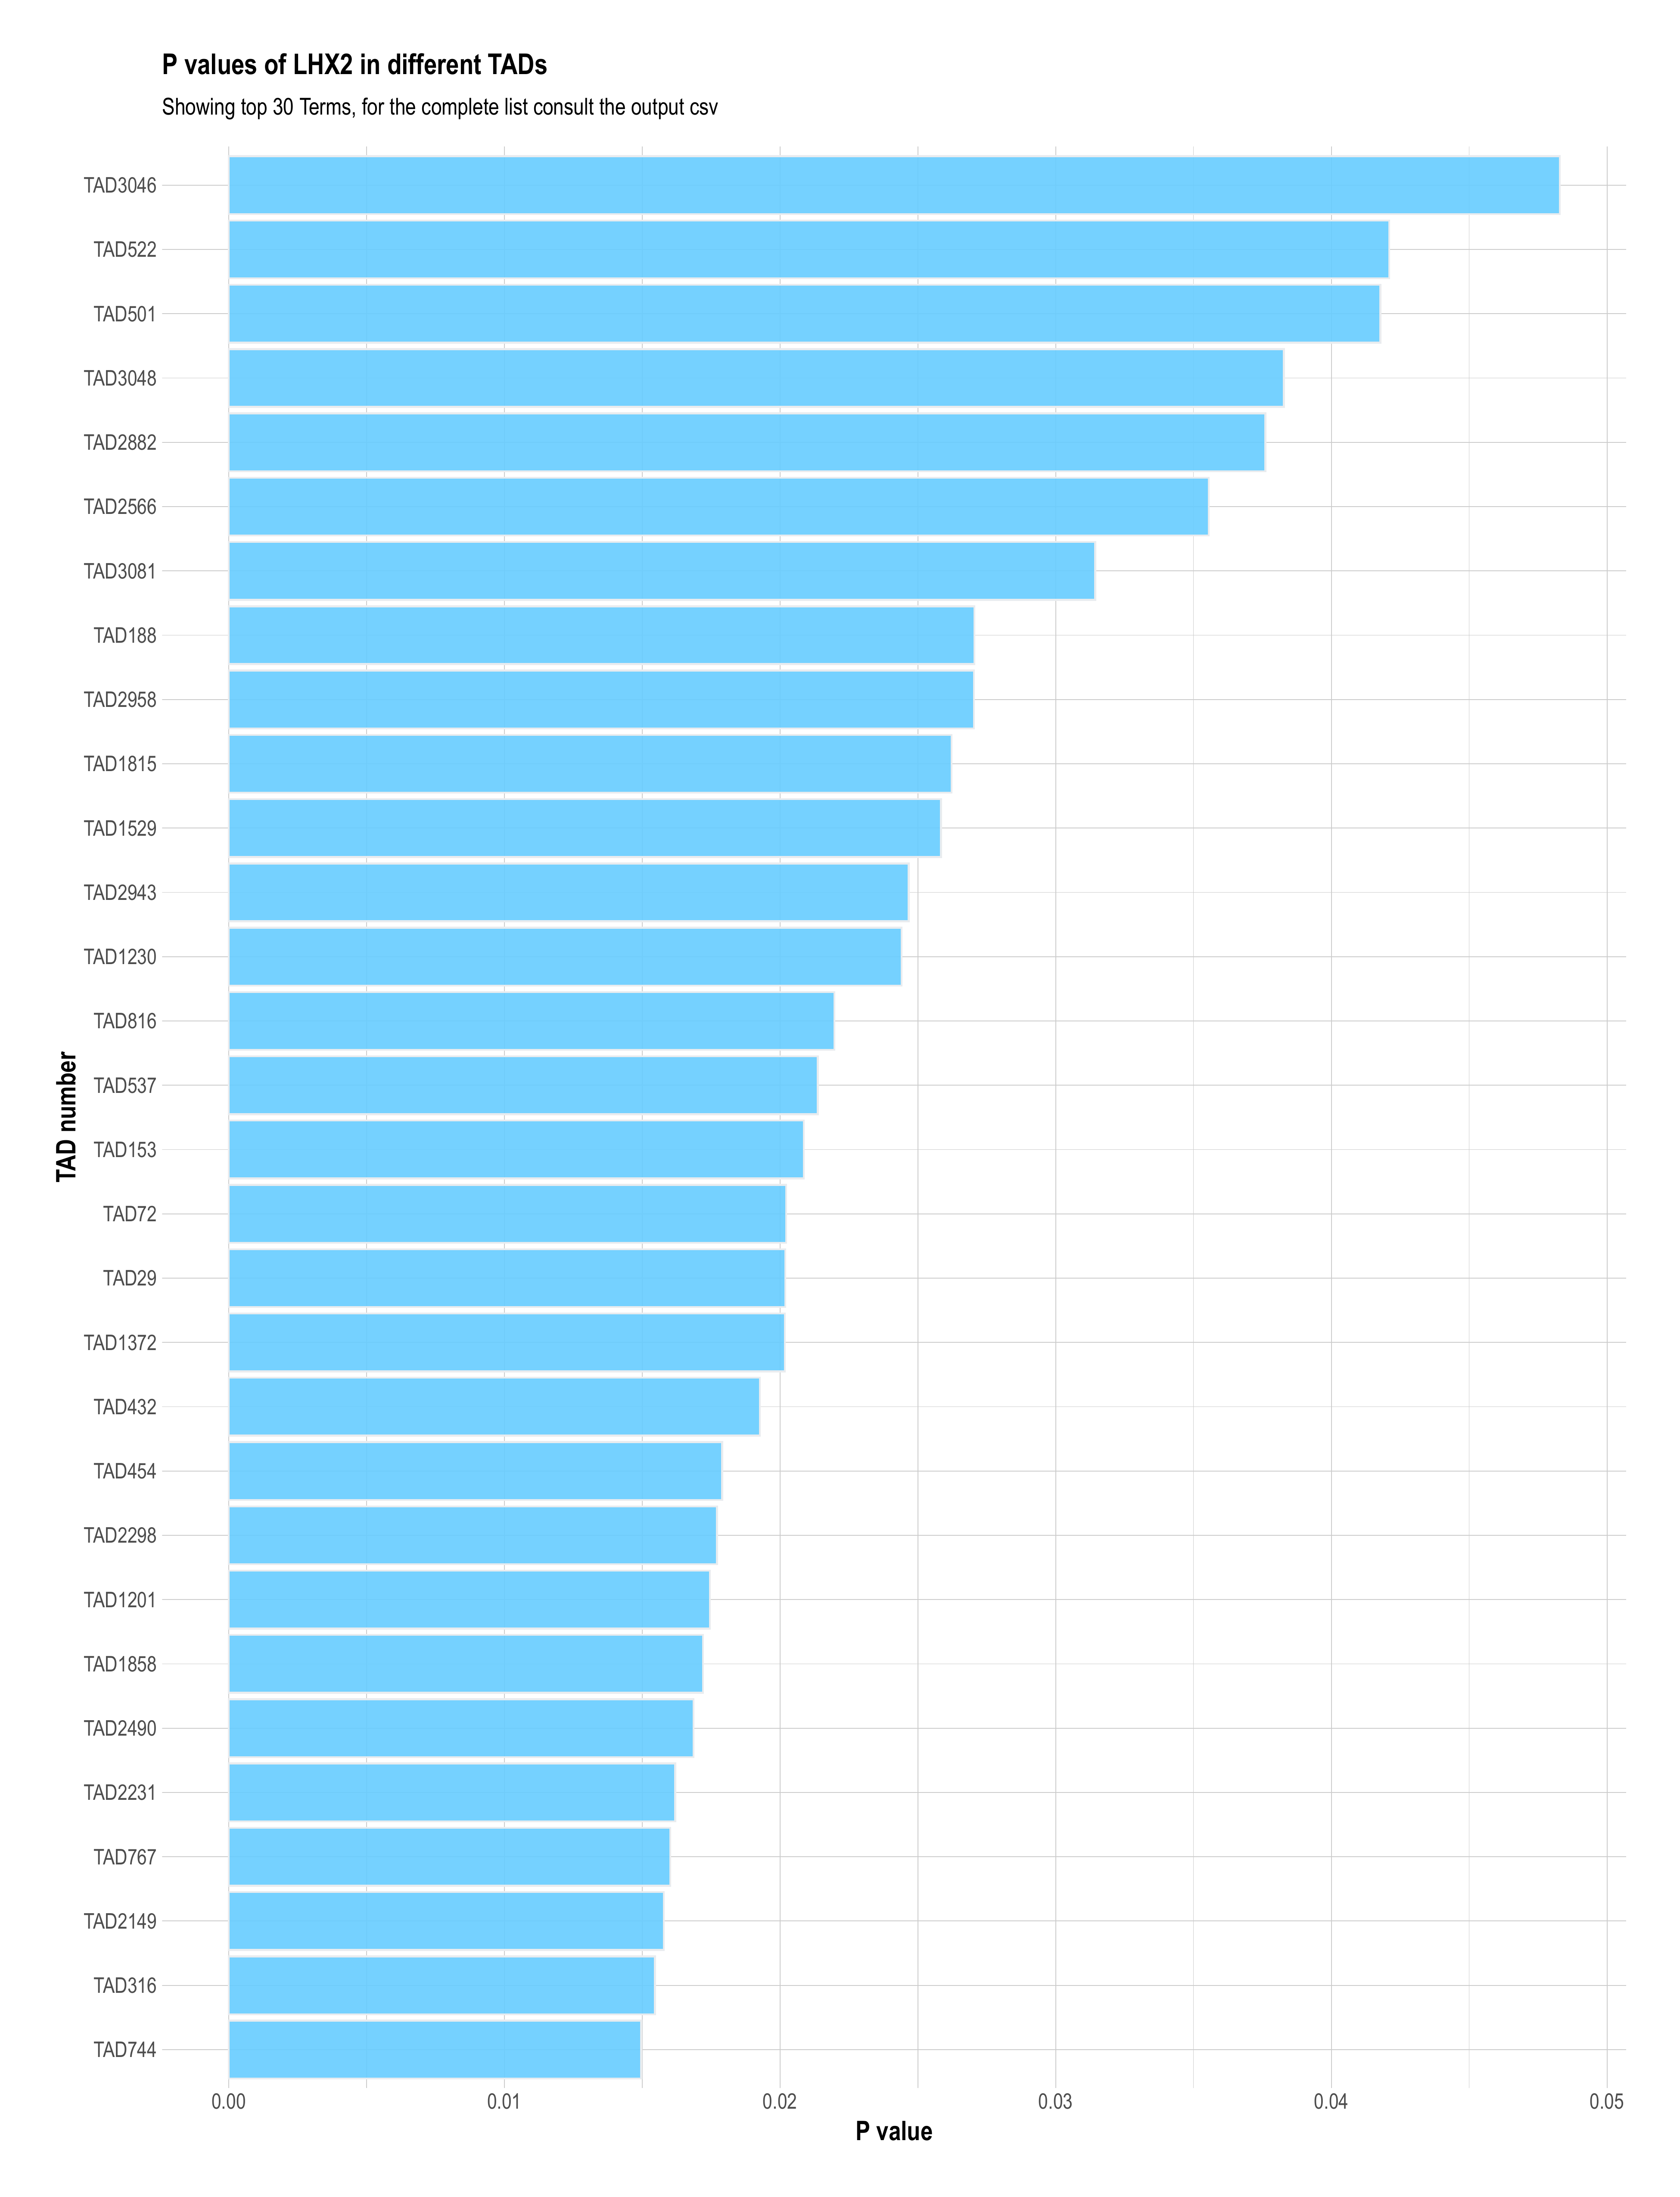 P values of LHX2 in different TADs
Showing top 30 Terms, for the complete list consult the output csv
TAD3046
TAD522
TAD501
TAD3048
TAD2882
TAD2566
TAD3081
TAD188
TAD2958
TAD1815
TAD1529
TAD2943
TAD1230
TAD816
TAD537
TAD153
TAD72
TAD29
TAD1372
TAD432
TAD454
TAD2298
TAD1201
TAD1858
TAD2490
TAD2231
TAD767
TAD2149
TAD316
TAD744
TAD number
0.00 0.01 0.02 0.03 0.04 0.05
P value